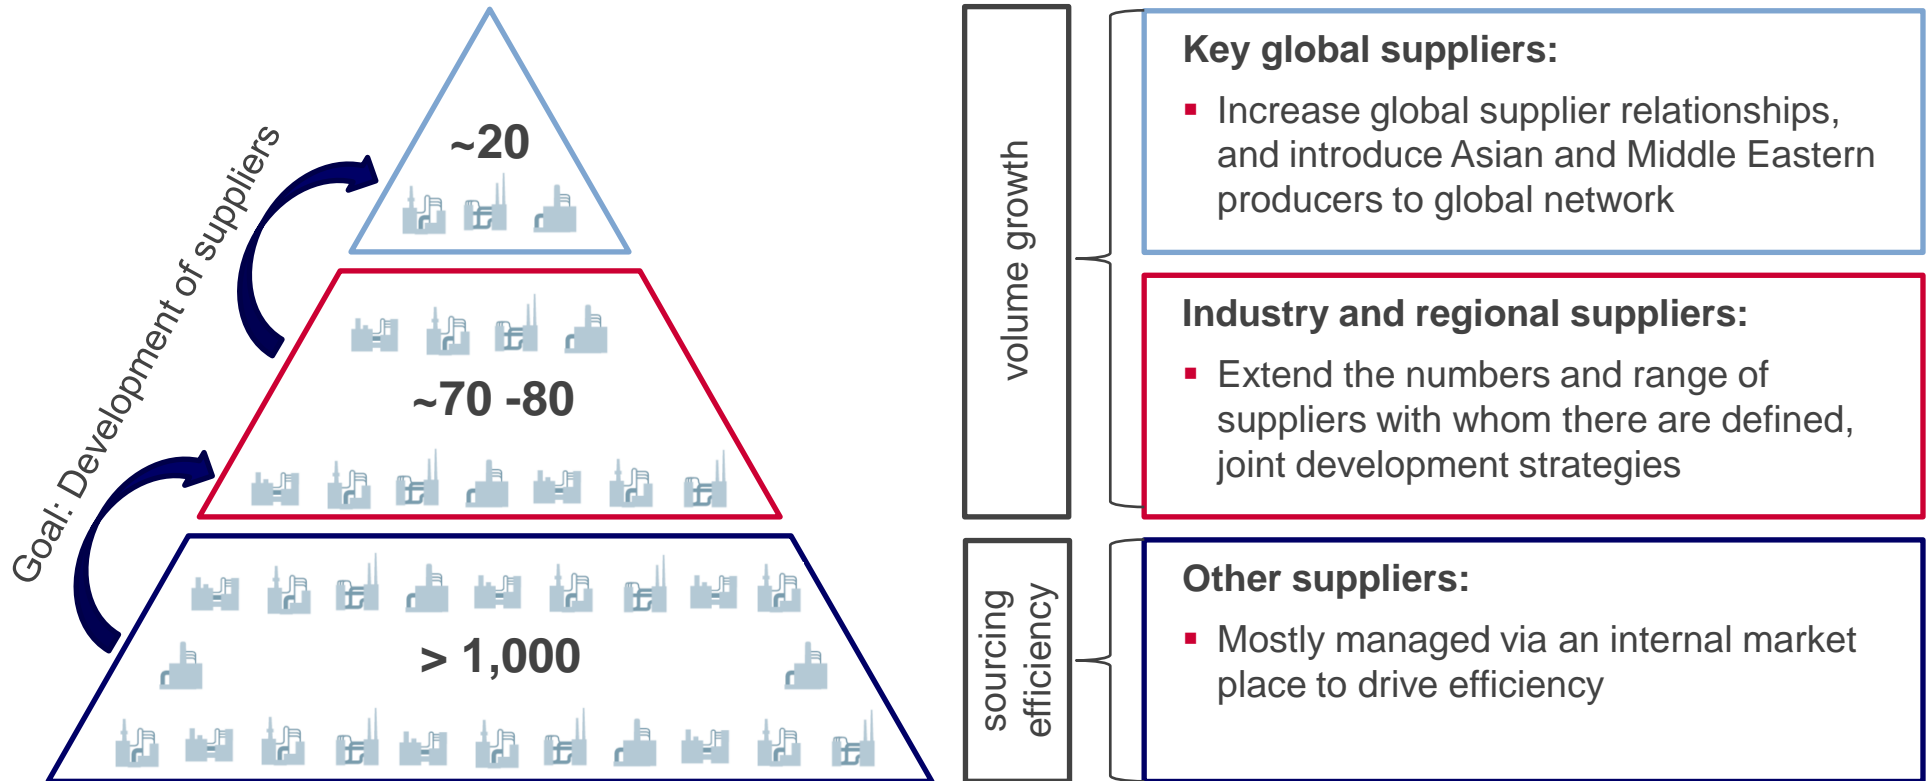 Goal: Development of suppliers
~20
~70 -80
> 1,000
volume growth
sourcing
efficiency
Key global suppliers:
▪ Increase global supplier relationships,
and introduce Asian and Middle Eastern
producers to global network
Industry and regional suppliers:
▪ Extend the numbers and range of
suppliers with whom there are defined,
joint development strategies
Other suppliers:
▪ Mostly managed via an internal market
place to drive efficiency